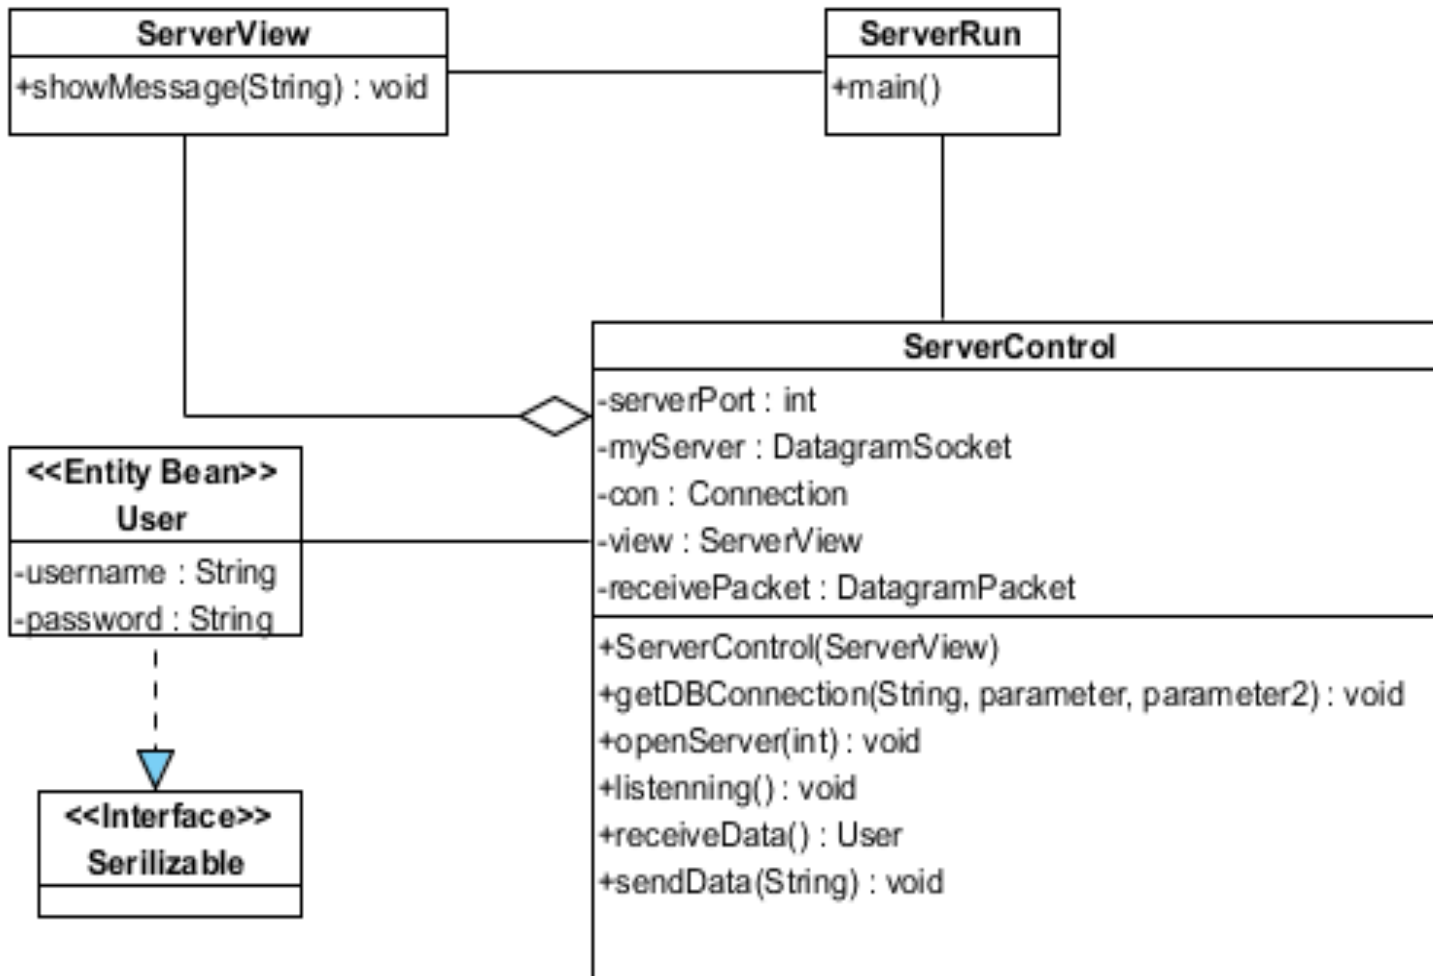 ServerView
+showMessage(String) : void
ServerRun
+main()
ServerControl
-serverPort : int
-myServer : DatagramSocket
-con : Connection
-view : ServerView
-receivePacket : DatagramPacket
+ServerControl(ServerView)
+getDBConnection(String, parameter, parameter2) : void
+openServer(int) : void
+listenning() : void
+receiveData() : User
+sendData(String) : void
<<Entity Bean>>
User
-username : String
-password : String
<<Interface>>
Serilizable